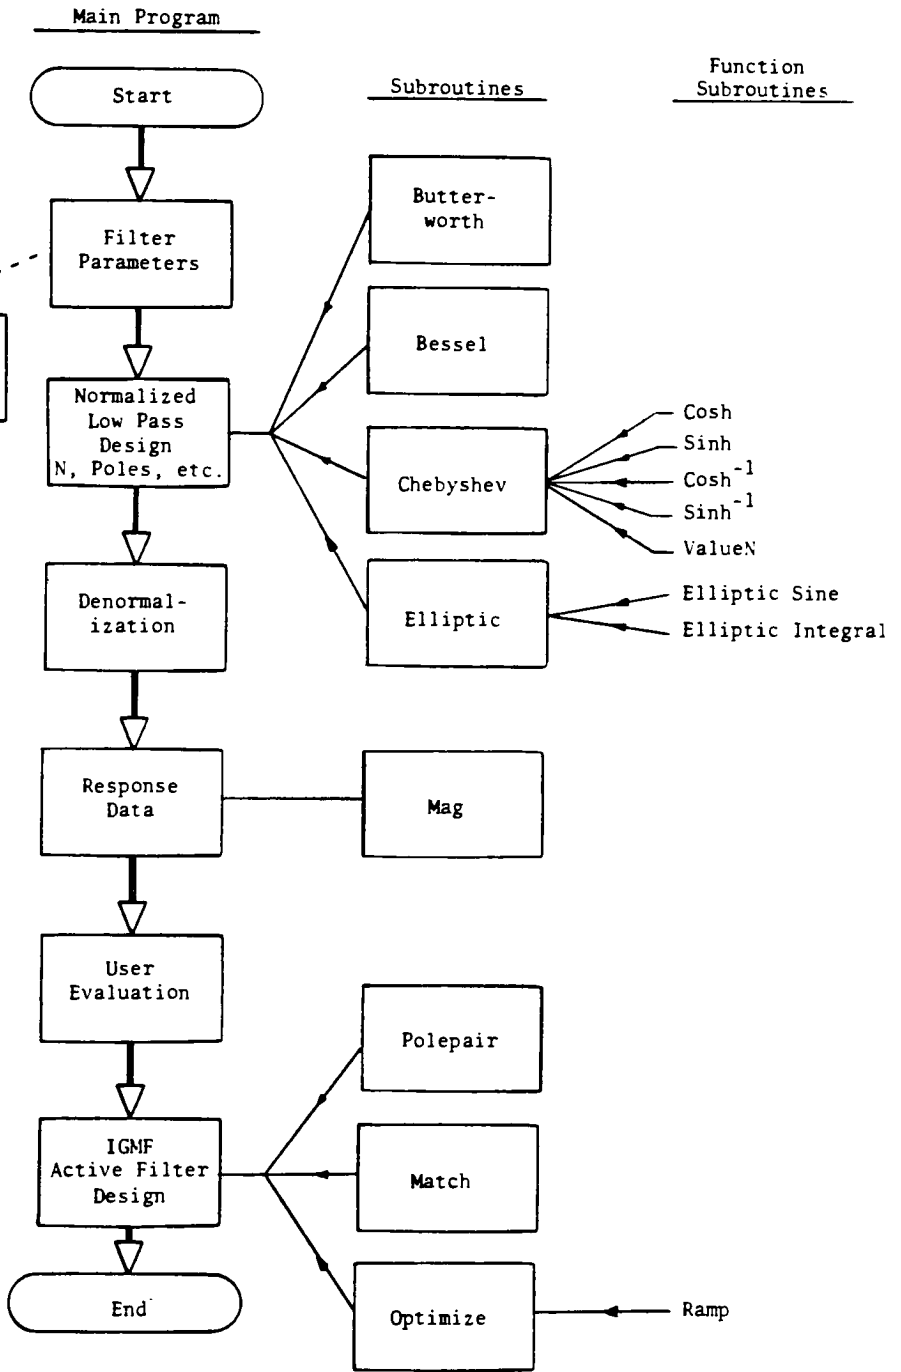 Main Program
Start
Filter
Parameters
Normalized
Low Pass
Design
N, Poles, etc.
Denormal-
ization
Response
Data
User
Evaluation
IGMF
Active Filter
Design
End
Subroutines
Butter-
worth
Bessel
Chebyshev
Elliptic
Mag
Polepair
Match
Optimize
Function
Subroutines
Cosh
Sinh
Cosh⁻¹
Sinh⁻¹
ValueN
Elliptic Sine
Elliptic Integral
Ramp